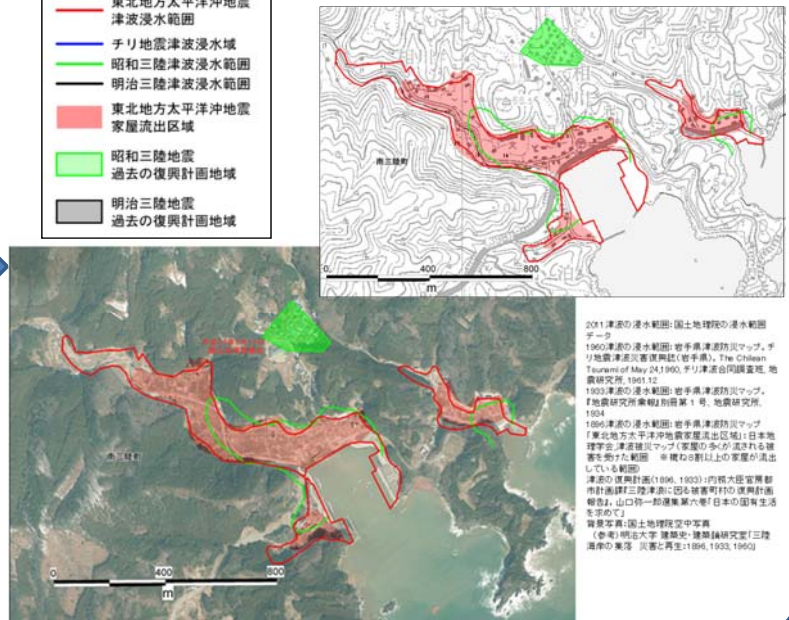 東北地方太平洋沖地震
津波浸水範囲
チリ地震津波浸水域
昭和三陸津波浸水範囲
明治三陸津波浸水範囲
東北地方太平洋沖地震
家屋流出区域
昭和三陸地震
過去の復興計画地域
明治三陸地震
過去の復興計画地域
南三陸町
0 400 800
m
南三陸町
0 400 800
m
2011津波の浸水範囲:国土地理院の浸水範囲
データ
1960津波の浸水範囲:岩手県津波防災マップ。チ
リ地震津波災害復興誌(岩手県)。The Chilean
Tsunami of May 24,1960,チリ津波合同調査班, 地
震研究所, 1961.12
1933津波の浸水範囲:岩手県津波防災マップ。
『地震研究所彙報』別冊第1号、地震研究所、
1934
1896津波の浸水範囲:岩手県津波防災マップ
「東北地方太平洋沖地震家屋流出区域」:日本地
理学会,津波被災マップ(家屋の多くが流される被
害を受けた範囲 ※概ね8割以上の家屋が流出
している範囲)
津波の復興計画(1896, 1933):内務大臣官房都
市計画課『三陸津浪に因る被害町村の復興計画
報告』、山口弥一郎選集第六巻「日本の固有生活
を求めて」
背景写真:国土地理院空中写真
(参考)明治大学 建築史・建築論研究室「三陸
海岸の集落 災害と再生:1896,1933,1960」